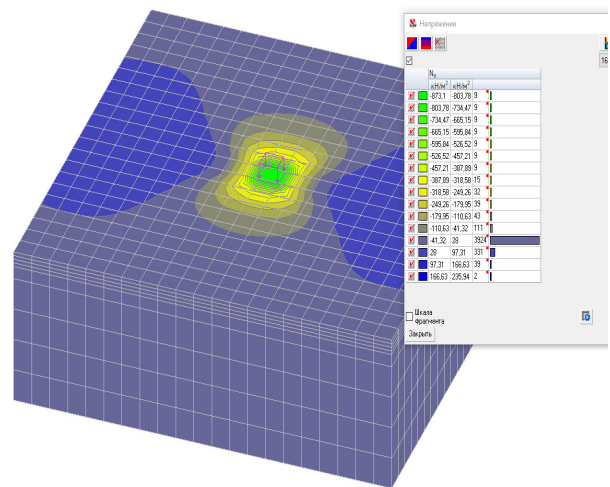 Напряжения
16
Nx
кН/м² кН/м²
-873,1 -803,78 9
-803,78 -734,47 9
-734,47 -665,15 9
-665,15 -595,84 9
-595,84 -526,52 9
-526,52 -457,21 9
-457,21 -387,89 9
-387,89 -318,58 15
-318,58 -249,26 32
-249,26 -179,95 39
-179,95 -110,63 43
-110,63 -41,32 111
-41,32 28 3924
28 97,31 331
97,31 166,63 39
166,63 235,94 2
Шкала
фрагмента
Закрыть